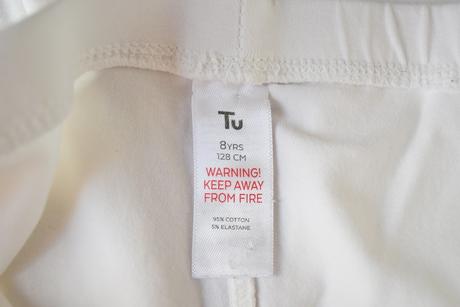 Tu
8YRS
128 CM
WARNING!
KEEP AWAY
FROM FIRE
95% COTTON
5% ELASTANE